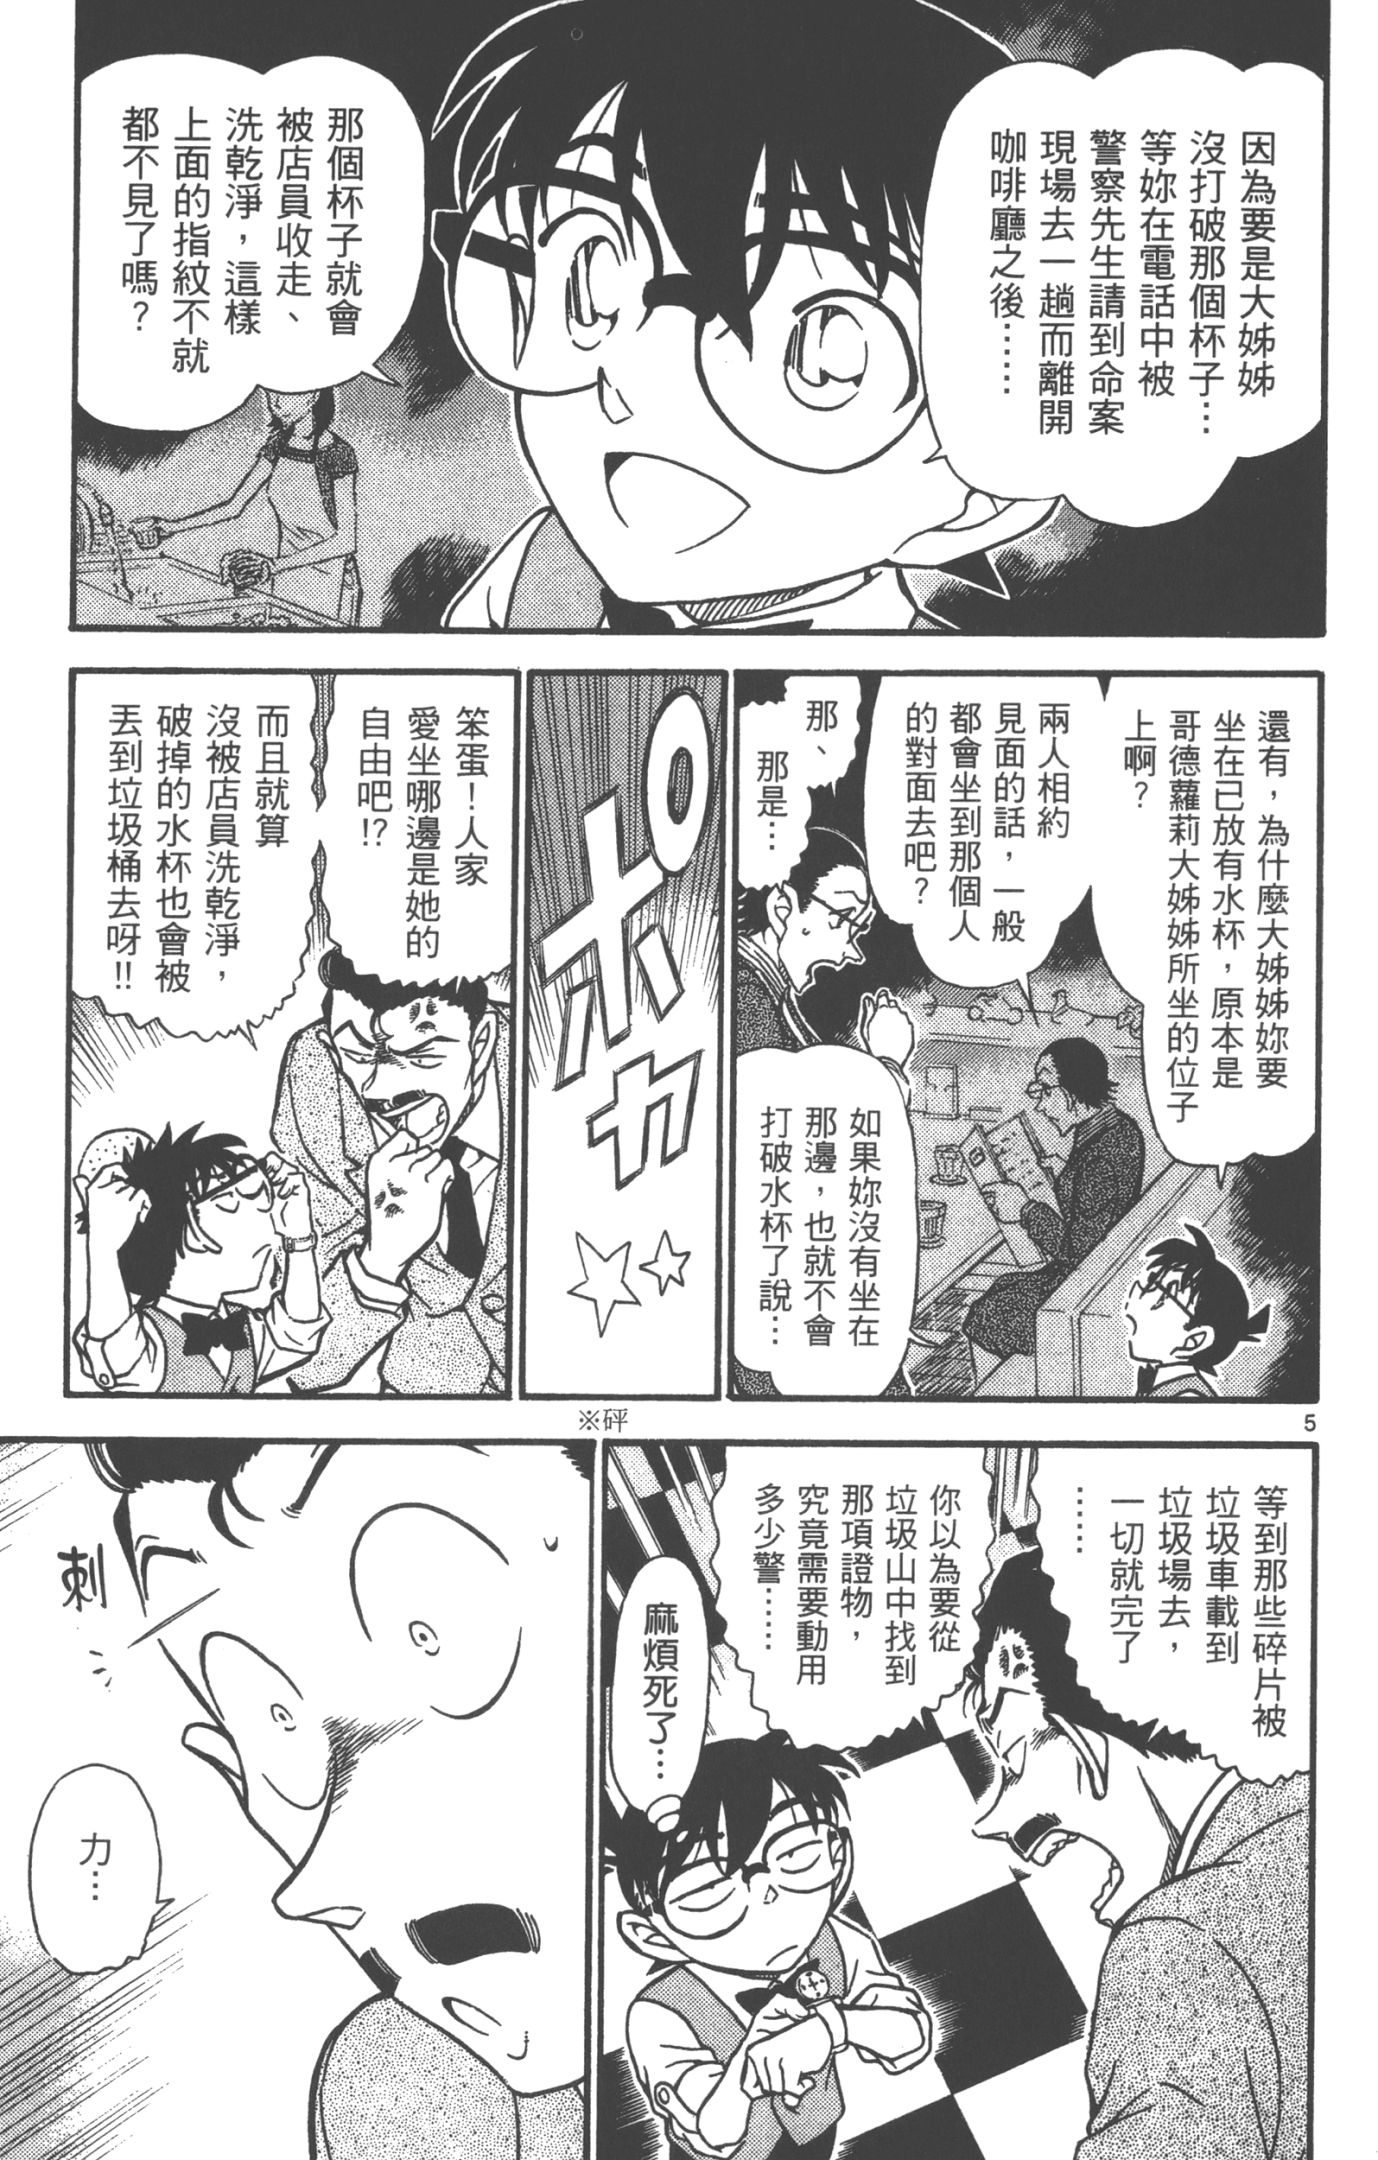 因為要是大姊姊
沒打破那個杯子…
等妳在電話中被
警察先生請到命案
現場去一趟而離開
咖啡廳之後……
那個杯子就會
被店員收走、
洗乾淨，這樣
上面的指紋不就
都不見了嗎？
還有，為什麼大姊姊妳要
坐在已放有水杯，原本是
哥德蘿莉大姊姊所坐的位子
上啊？
兩人相約
見面的話，一般
都會坐到那個人
的對面去吧？
那、
那是…
如果妳沒有坐在
那邊，也就不會
打破水杯了說…
ポカ
※砰
笨蛋！人家
愛坐哪邊是她的
自由吧!?
而且就算
沒被店員洗乾淨，
破掉的水杯也會被
丟到垃圾桶去呀!!
5
等到那些碎片被
垃圾車載到
垃圾場去，
一切就完了
……
你以為要從
垃圾山中找到
那項證物，
究竟需要動用
多少警……
麻煩死了…
刺
力…